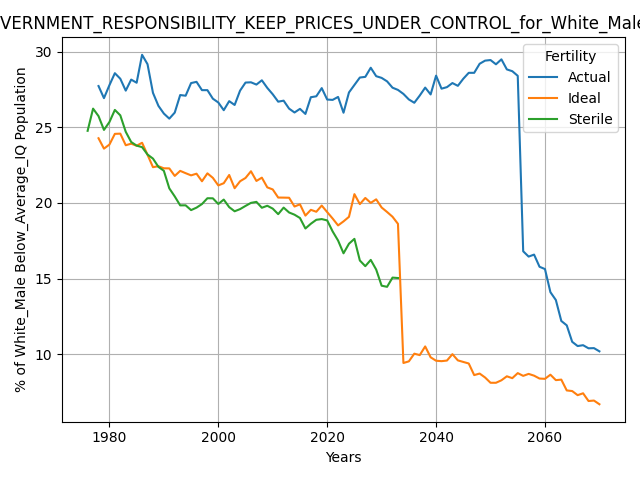 VERNMENT_RESPONSIBILITY_KEEP_PRICES_UNDER_CONTROL_for_White_Male
% of White_Male Below_Average_IQ Population
30
25
20
15
10
Fertility
Actual
Ideal
Sterile
1980 2000 2020 2040 2060
Years